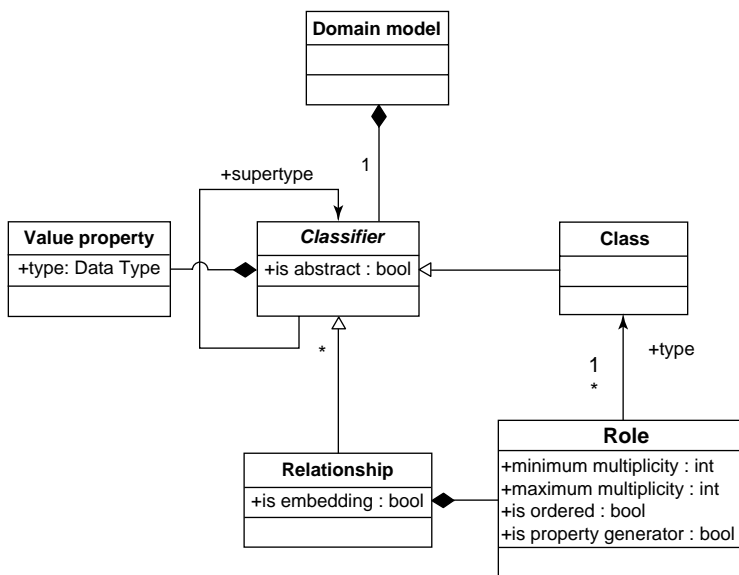 Domain model
1
+supertype
Value property
+type: Data Type
Classifier
+is abstract : bool
Class
*
+type
1
*
Relationship
+is embedding : bool
Role
+minimum multiplicity : int
+maximum multiplicity : int
+is ordered : bool
+is property generator : bool